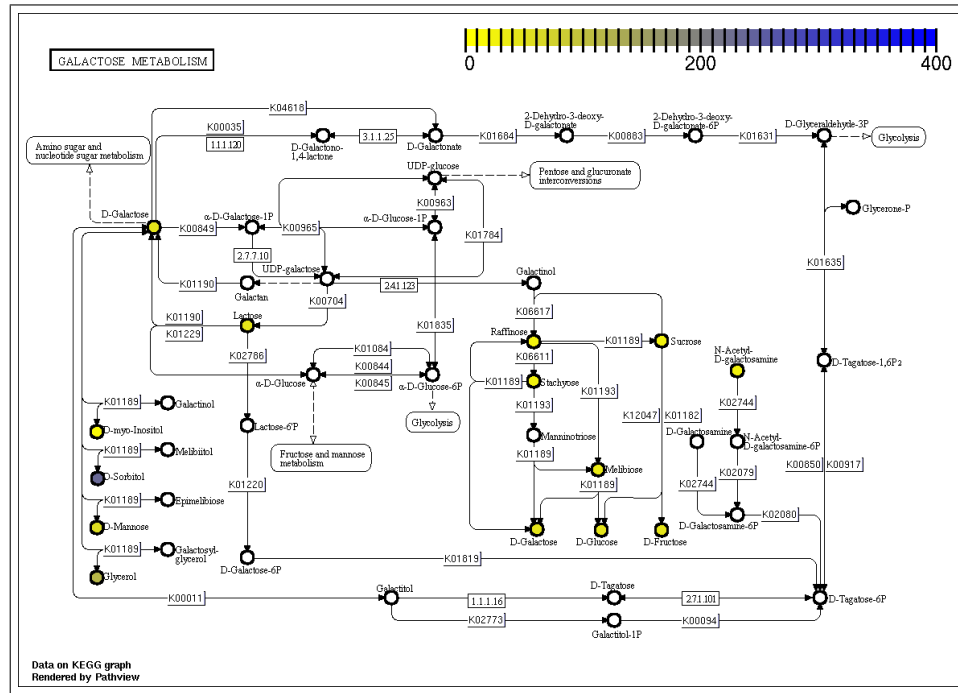 GALACTOSE METABOLISM
0
200
400
K04618
K00035
1.1.1.120
D-Galactono-
1,4-lactone
3.1.1.25
D-Galactonate
K01684
2-Dehydro-3-deoxy-
D-galactonate
K00883
2-Dehydro-3-deoxy-
D-galactonate-6P
K01631
D-Glyceraldehyde-3P
Glycolysis
Amino sugar and
nucleotide sugar metabolism
UDP-glucose
Pentose and glucuronate
interconversions
D-Galactose
K00849
α-D-Galactose-1P
K00965
α-D-Glucose-1P
K00963
K01784
Glycerone-P
2.7.7.10
UDP-galactose
K01190
Galactan
2.4.1.123
Galactinol
K01635
K00704
K01190
K01229
Lactose
K01835
K06617
Raffinose
K01189
Sucrose
K02786
K01084
K00844
K00845
α-D-Glucose
α-D-Glucose-6P
K06611
K01189
Stachyose
K01193
N-Acetyl-
D-galactosamine
D-Tagatose-1,6P2
K01189
Galactinol
D-myo-Inositol
Lactose-6'P
Glycolysis
K01193
K12047
K01182
K02744
Manninotriose
D-Galactosamine
N-Acetyl-
D-galactosamine-6P
K01189
Melibiitol
D-Sorbitol
Fructose and mannose
metabolism
K01189
Melibiose
K01189
K00850
K00917
K02744
K02079
K01220
K01189
Epimelibiose
D-Mannose
K02080
D-Galactosamine-6P
D-Galactose
D-Glucose
D-Fructose
K01189
Galactosyl-
glycerol
Glycerol
D-Galactose-6P
K01819
K00011
Galactitol
1.1.1.16
D-Tagatose
2.7.1.101
D-Tagatose-6P
K02773
Galactitol-1P
K00094
Data on KEGG graph
Rendered by Pathview